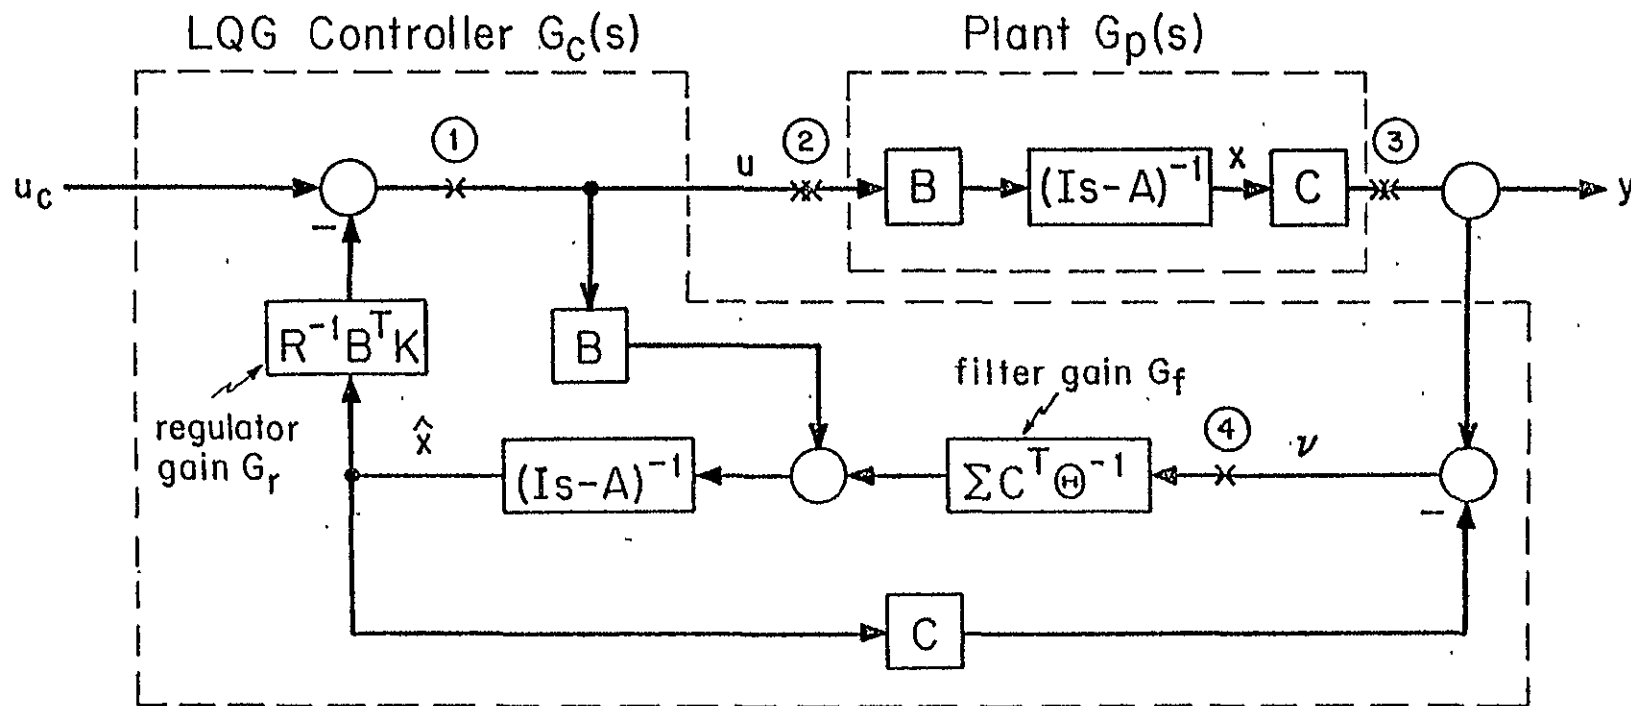 LQG Controller G_c(s)
Plant G_p(s)
①
②
③
u_c
u
B
(Is-A)^{-1}
x
C
y
−
R^{-1}B^TK
B
filter gain G_f
regulator
gain G_r
x̂
(Is-A)^{-1}
ΣC^TΘ^{-1}
④
ν
−
C